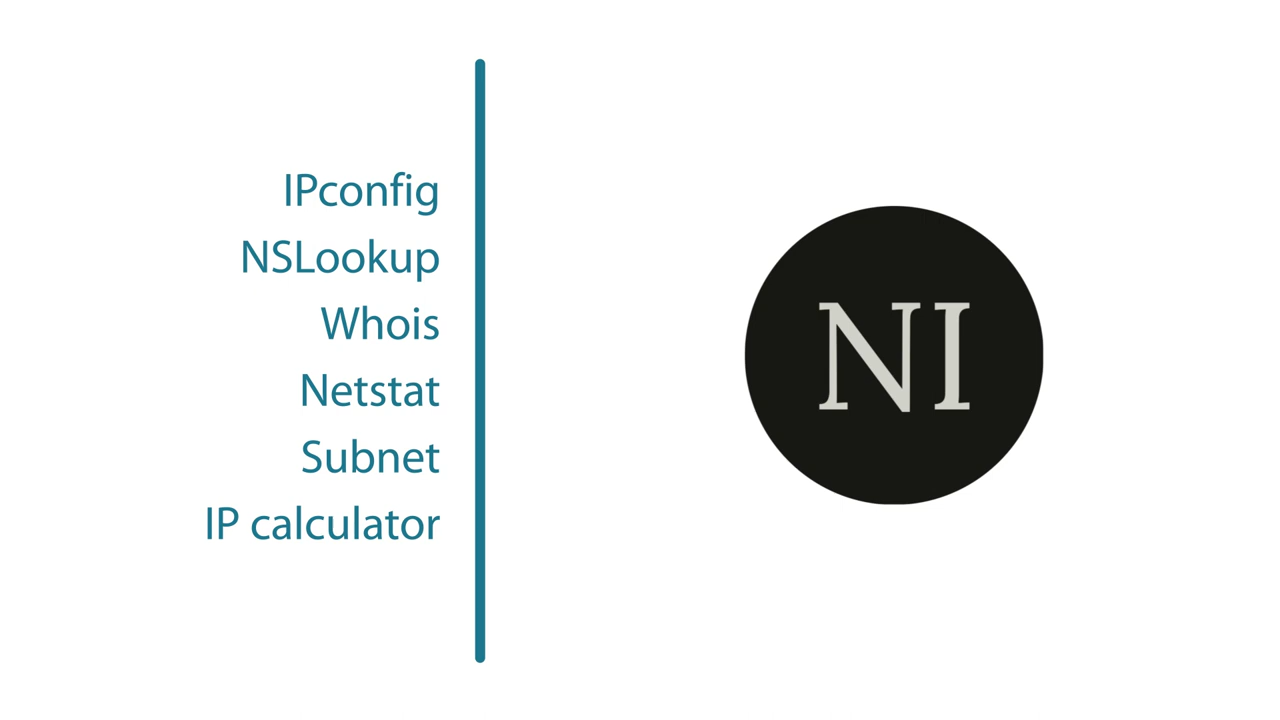 IPconfig
NSLookup
Whois
Netstat
Subnet
IP calculator
NI